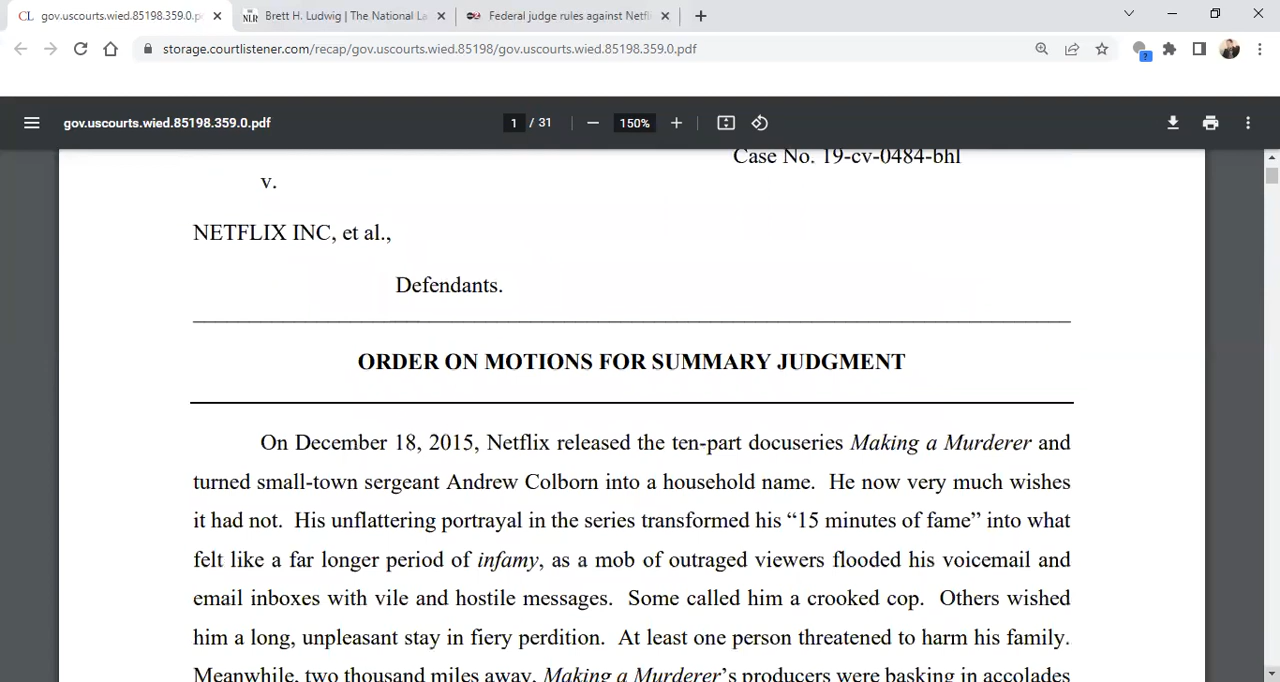 CL gov.uscourts.wied.85198.359.0.p
NLR Brett H. Ludwig | The National La
Federal judge rules against Netfl
storage.courtlistener.com/recap/gov.uscourts.wied.85198/gov.uscourts.wied.85198.359.0.pdf
?
gov.uscourts.wied.85198.359.0.pdf
1 / 31
150%
Case No. 19-cv-0484-bhl
v.
NETFLIX INC, et al.,
Defendants.
ORDER ON MOTIONS FOR SUMMARY JUDGMENT
On December 18, 2015, Netflix released the ten-part docuseries Making a Murderer and
turned small-town sergeant Andrew Colborn into a household name. He now very much wishes
it had not. His unflattering portrayal in the series transformed his “15 minutes of fame” into what
felt like a far longer period of infamy, as a mob of outraged viewers flooded his voicemail and
email inboxes with vile and hostile messages. Some called him a crooked cop. Others wished
him a long, unpleasant stay in fiery perdition. At least one person threatened to harm his family.
Meanwhile, two thousand miles away, Making a Murderer’s producers were basking in accolades